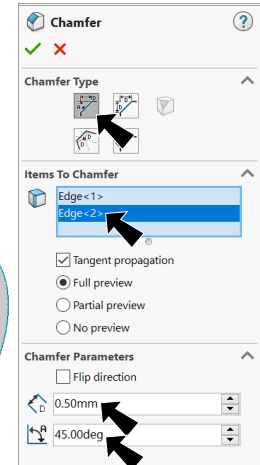 Chamfer
Chamfer Type
Items To Chamfer
Edge<1>
Edge<2>
Tangent propagation
Full preview
Partial preview
No preview
Chamfer Parameters
Flip direction
0.50mm
45.00deg